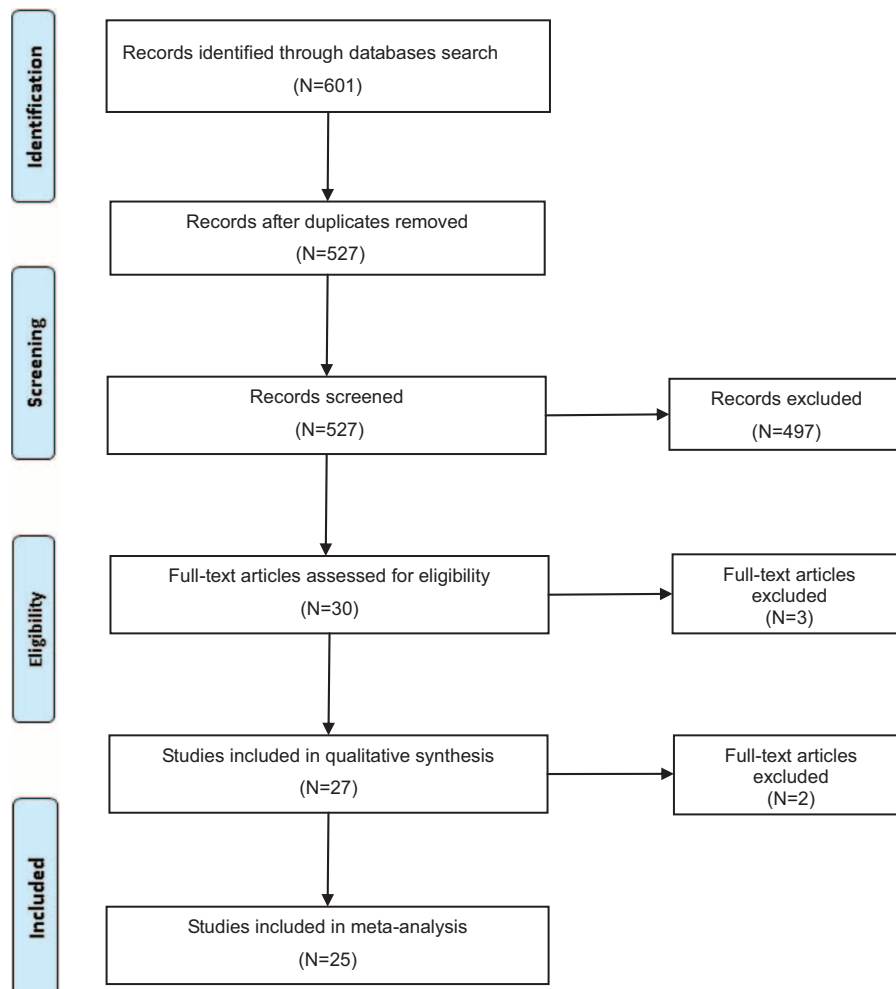 Identification
Records identified through databases search
(N=601)
Records after duplicates removed
(N=527)
Screening
Records screened
(N=527)
Records excluded
(N=497)
Eligibility
Full-text articles assessed for eligibility
(N=30)
Full-text articles
excluded
(N=3)
Studies included in qualitative synthesis
(N=27)
Full-text articles
excluded
(N=2)
Included
Studies included in meta-analysis
(N=25)